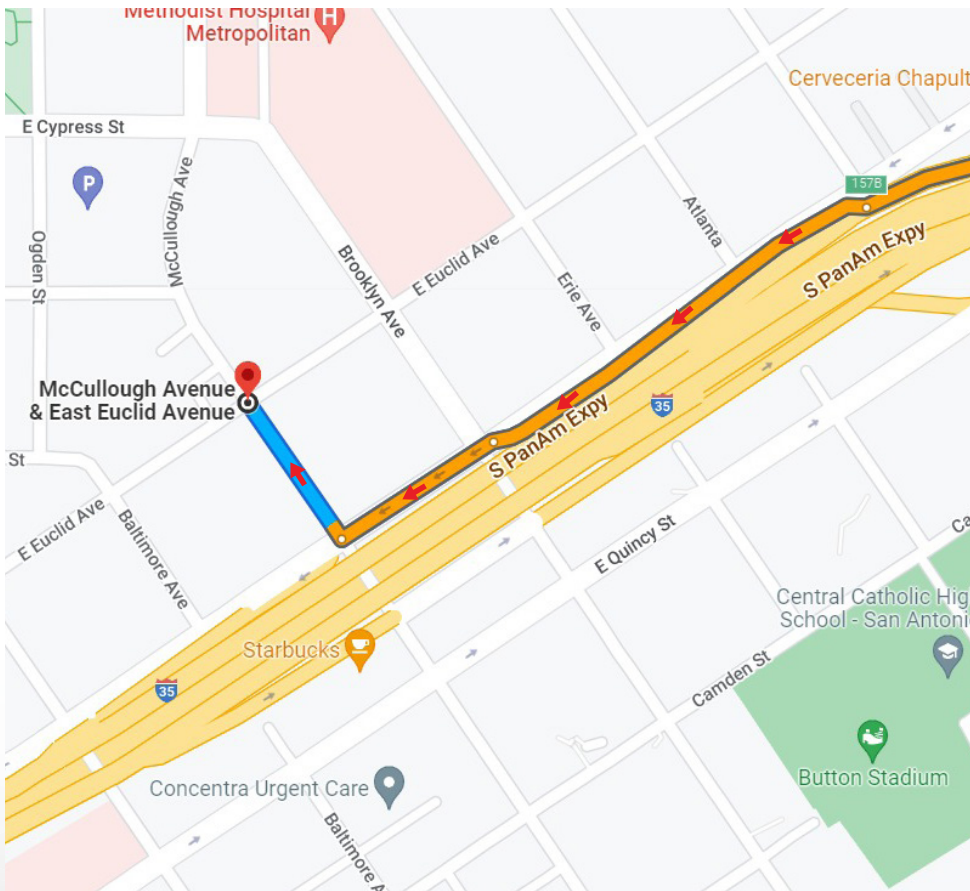 Methodist Hospital
Metropolitan
H
Cerveceria Chapult
E Cypress St
P
157B
McCullough Ave
Atlanta
Ogden St
Brooklyn Ave
E Euclid Ave
Erie Ave
S PanAm Expy
McCullough Avenue
& East Euclid Avenue
35
S PanAm Expy
St
E Euclid Ave
Baltimore Ave
E Quincy St
Ca
Central Catholic Hig
School - San Antoni
Starbucks
Camden St
35
Button Stadium
Concentra Urgent Care
Baltimore A